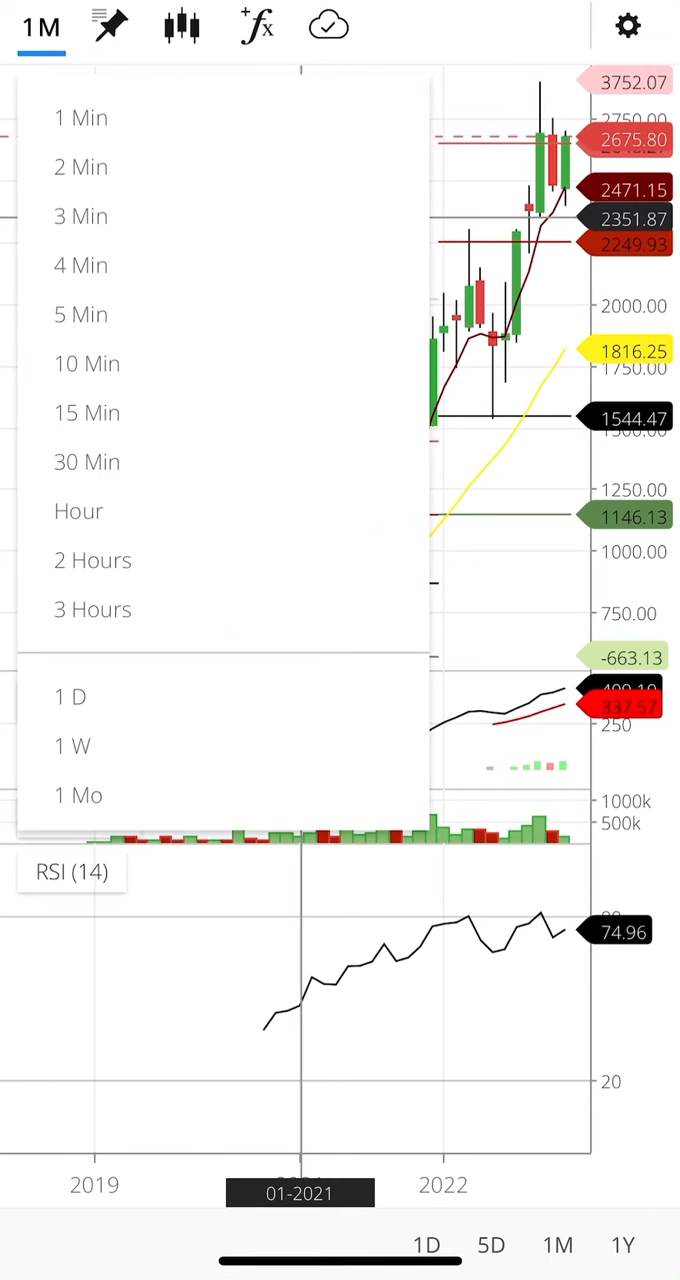 1M
+fx
3752.07
2750.00
2675.80
2471.15
2351.87
2249.93
2000.00
1816.25
1750.00
1544.47
1250.00
1146.13
1000.00
750.00
-663.13
337.57
250
1000k
500k
1 Min
2 Min
3 Min
4 Min
5 Min
10 Min
15 Min
30 Min
Hour
2 Hours
3 Hours
1 D
1 W
1 Mo
RSI (14)
74.96
20
2019
01-2021
2022
1D 5D 1M 1Y